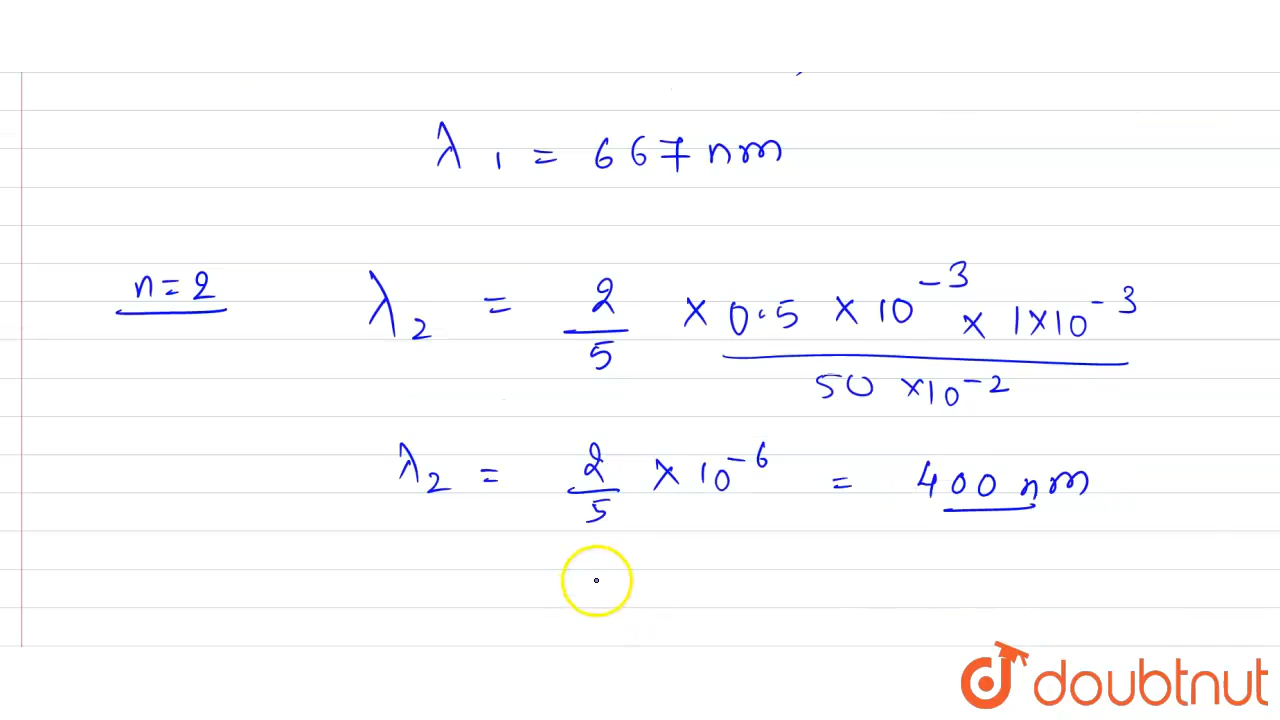 λ₁ = 667 nm
n = 2 λ₂ = 2/5 × 0.5 × 10⁻³ × 1 × 10⁻³ / 50 × 10⁻²
λ₂ = 2/5 × 10⁻⁶ = 400 nm
doubtnut